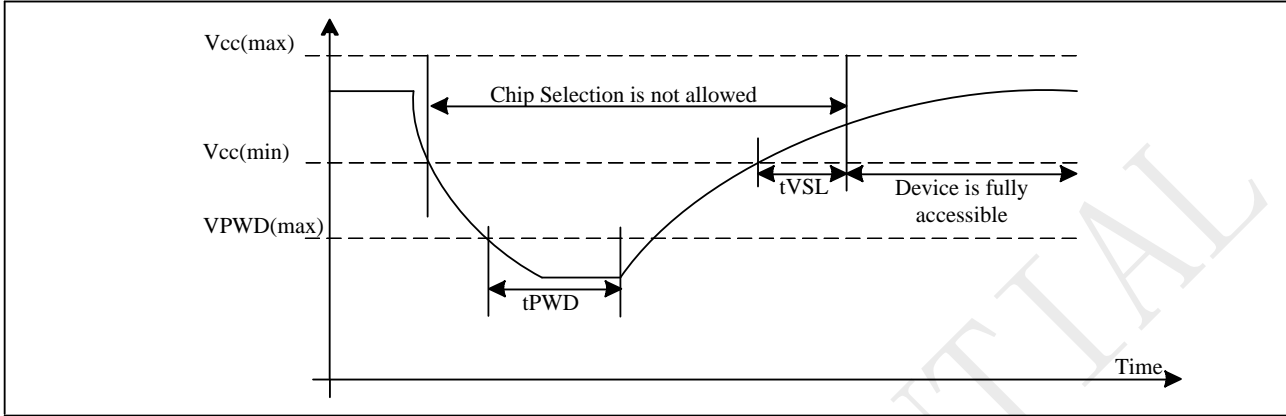 Vcc(max)
Chip Selection is not allowed
Vcc(min)
tVSL
Device is fully
accessible
VPWD(max)
tPWD
Time